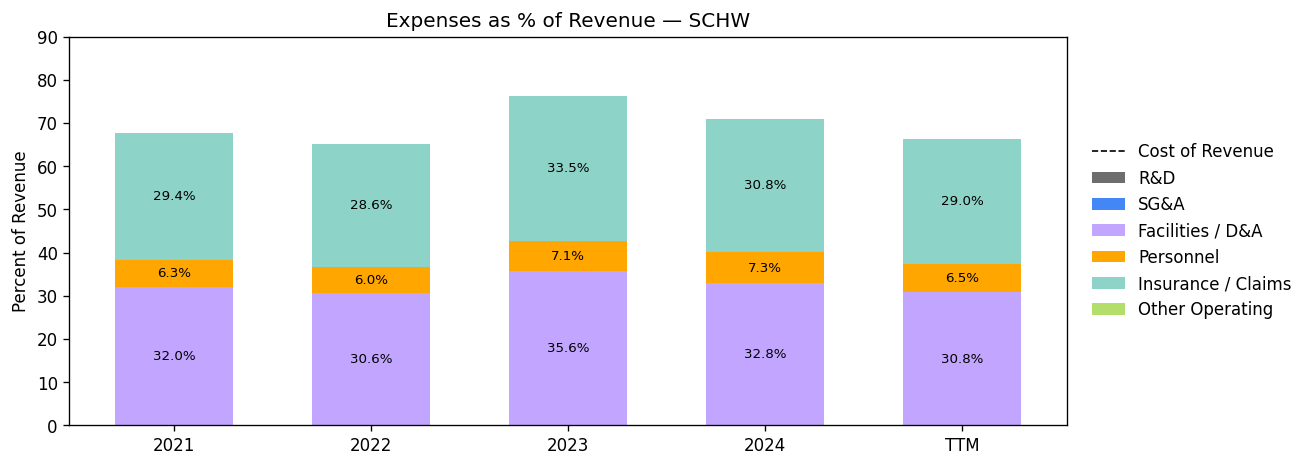 Expenses as % of Revenue — SCHW
Percent of Revenue
90
80
70
60
50
40
30
20
10
0
29.4%
6.3%
32.0%
28.6%
6.0%
30.6%
33.5%
7.1%
35.6%
30.8%
7.3%
32.8%
29.0%
6.5%
30.8%
2021
2022
2023
2024
TTM
Cost of Revenue
R&D
SG&A
Facilities / D&A
Personnel
Insurance / Claims
Other Operating